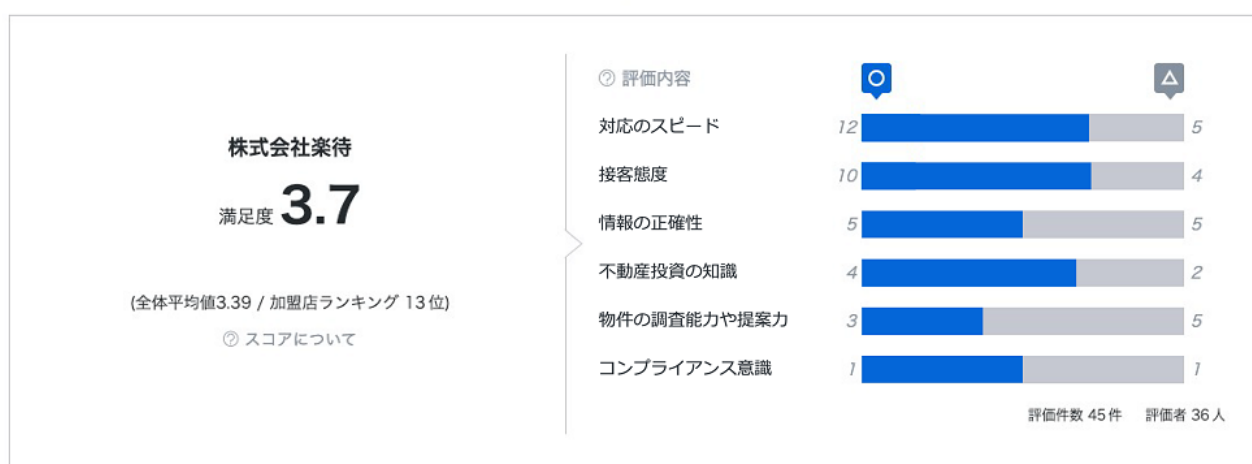 株式会社楽待
満足度 3.7
(全体平均値3.39 / 加盟店ランキング 13位)
? スコアについて
? 評価内容
対応のスピード 12 5
接客態度 10 4
情報の正確性 5 5
不動産投資の知識 4 2
物件の調査能力や提案力 3 5
コンプライアンス意識 1 1
評価件数 45件 評価者 36人